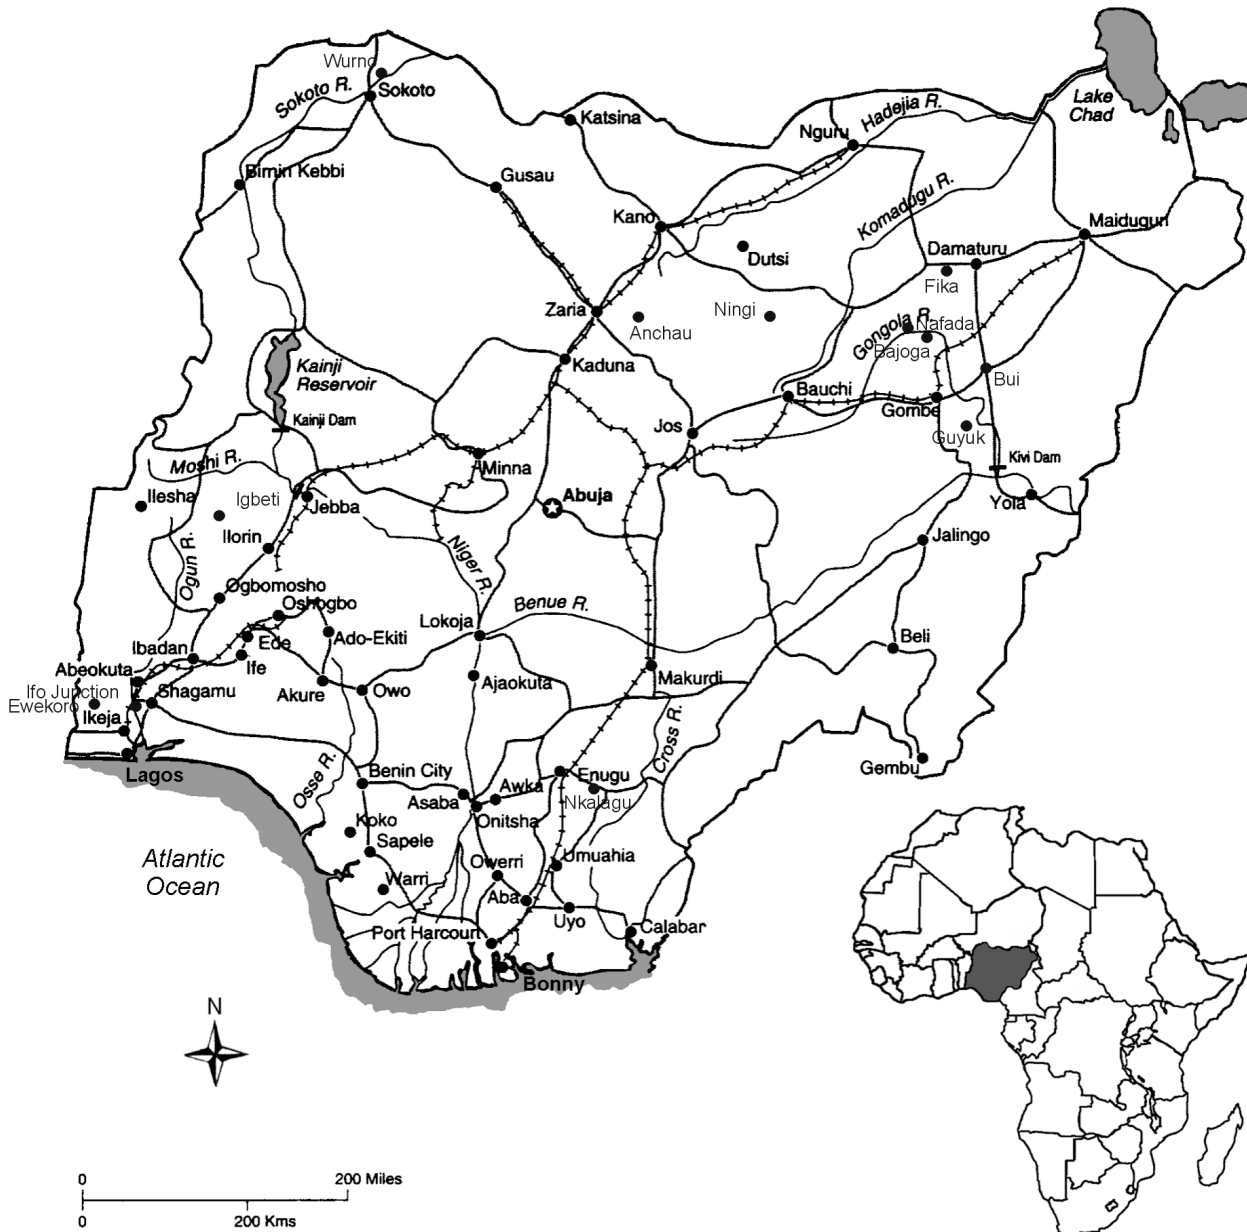 Wurno
Sokoto R.
Sokoto
Katsina
Nguru
Hadejia R.
Lake
Chad
Birnin Kebbi
Gusau
Kano
Komadugu R.
Maiduguri
Dutsi
Damaturu
Fika
Zaria
Anchau
Ningi
Gongola R.
Nafada
Bajoga
Kainji
Reservoir
Kaduna
Bui
Bauchi
Gombe
Kainji Dam
Jos
Guyuk
Moshi R.
Minna
Kivi Dam
Ilesha
Igbeti
Jebba
Abuja
Yola
Ilorin
Ogun R.
Niger R.
Jalingo
Ogbomosho
Oshogbo
Benue R.
Lokoja
Ede
Ado-Ekiti
Beli
Ibadan
Ife
Abeokuta
Makurdi
Ifo Junction
Shagamu
Akure
Owo
Ajaokuta
Ewekoro
Ikeja
Cross R.
Lagos
Osse R.
Benin City
Enugu
Gembu
Asaba
Awka
Nkalagu
Onitsha
Koko
Sapele
Atlantic
Ocean
Owerri
Umuahia
Warri
Aba
Uyo
Port Harcourt
Calabar
Bonny
N
0
200 Miles
0
200 Kms